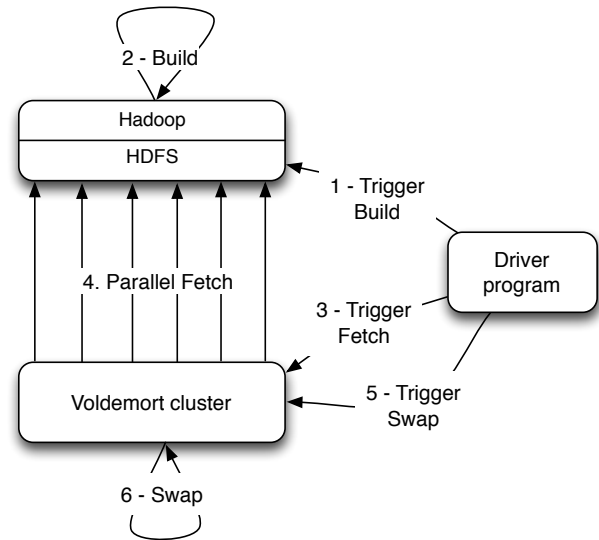 2 - Build
Hadoop
HDFS
1 - Trigger
Build
Driver
program
4. Parallel Fetch
3 - Trigger
Fetch
Voldemort cluster
5 - Trigger
Swap
6 - Swap